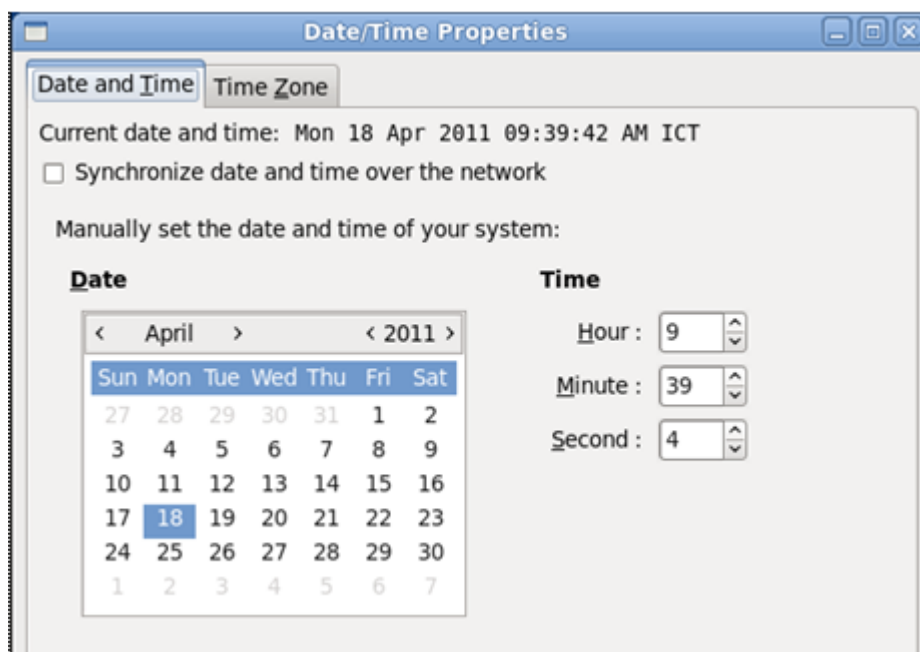 Date/Time Properties
Date and Time Time Zone
Current date and time: Mon 18 Apr 2011 09:39:42 AM ICT
Synchronize date and time over the network
Manually set the date and time of your system:
Date
< April > < 2011 >
Sun Mon Tue Wed Thu Fri Sat
27 28 29 30 31 1 2
3 4 5 6 7 8 9
10 11 12 13 14 15 16
17 18 19 20 21 22 23
24 25 26 27 28 29 30
1 2 3 4 5 6 7
Time
Hour : 9
Minute : 39
Second : 4